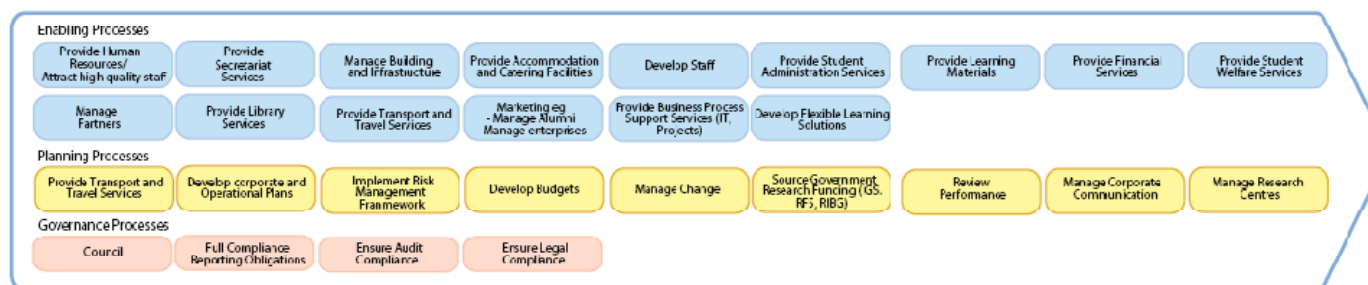 Enabling Processes
Provide Human
Resources/
Attract high quality staff
Provide
Secretariat
Services
Manage Building
and Infrastructure
Provide Accommodation
and Catering Facilities
Develop Staff
Provide Student
Administration Services
Provide Learning
Materials
Provide Financial
Services
Provide Student
Welfare Services
Manage
Partners
Provide Library
Services
Provide Transport and
Travel Services
Marketing eg
- Manage Alumni
Manage enterprises
Provide Business Process
Support Services (IT,
Projects)
Develop Flexible Learning
Solutions
Planning Processes
Provide Transport and
Travel Services
Develop corporate and
Operational Plans
Implement Risk
Management
Framework
Develop Budgets
Manage Change
Source Government
Research Funding (IGS,
RFS, RIBG)
Review
Performance
Manage Corporate
Communication
Manage Research
Centres
Governance Processes
Council
Full Compliance
Reporting Obligations
Ensure Audit
Compliance
Ensure Legal
Compliance